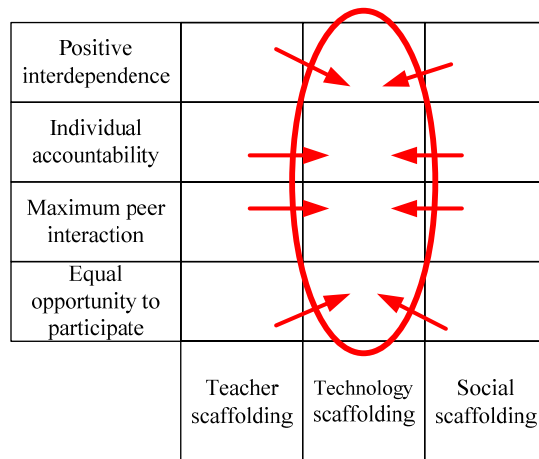 Positive
interdependence
Individual
accountability
Maximum peer
interaction
Equal
opportunity to
participate
Teacher
scaffolding
Technology
scaffolding
Social
scaffolding